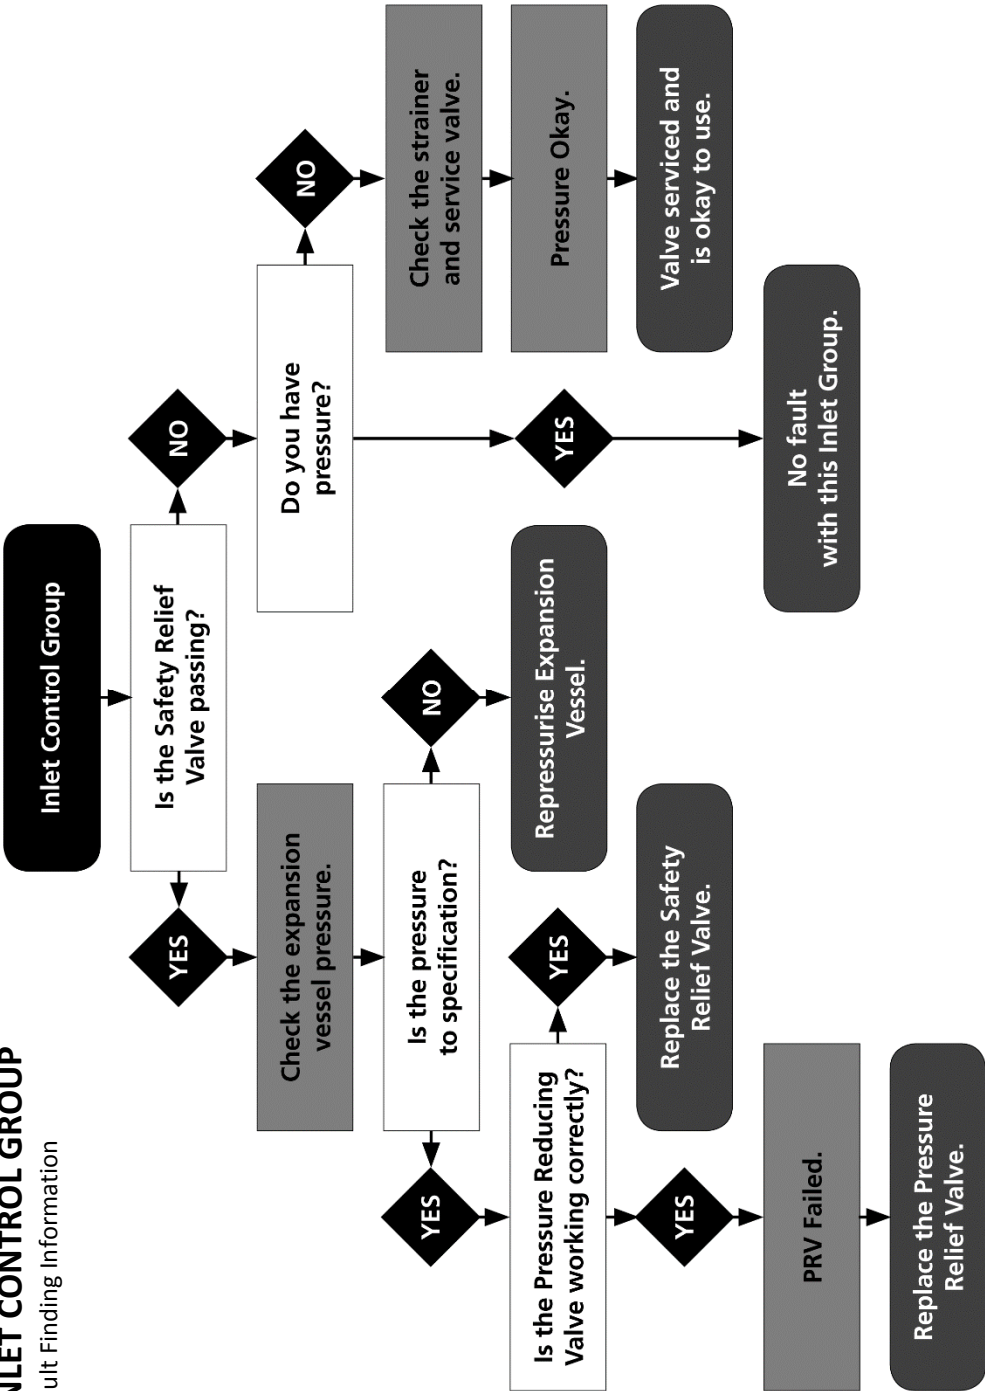 NLET CONTROL GROUP
ult Finding Information
Inlet Control Group
Is the Safety Relief
Valve passing?
YES
NO
Check the expansion
vessel pressure.
Do you have
pressure?
NO
Is the pressure
to specification?
NO
Check the strainer
and service valve.
YES
Is the Pressure Reducing
Valve working correctly?
YES
Repressurise Expansion
Vessel.
YES
Pressure Okay.
YES
Replace the Safety
Relief Valve.
Valve serviced and
is okay to use.
PRV Failed.
No fault
with this Inlet Group.
Replace the Pressure
Relief Valve.